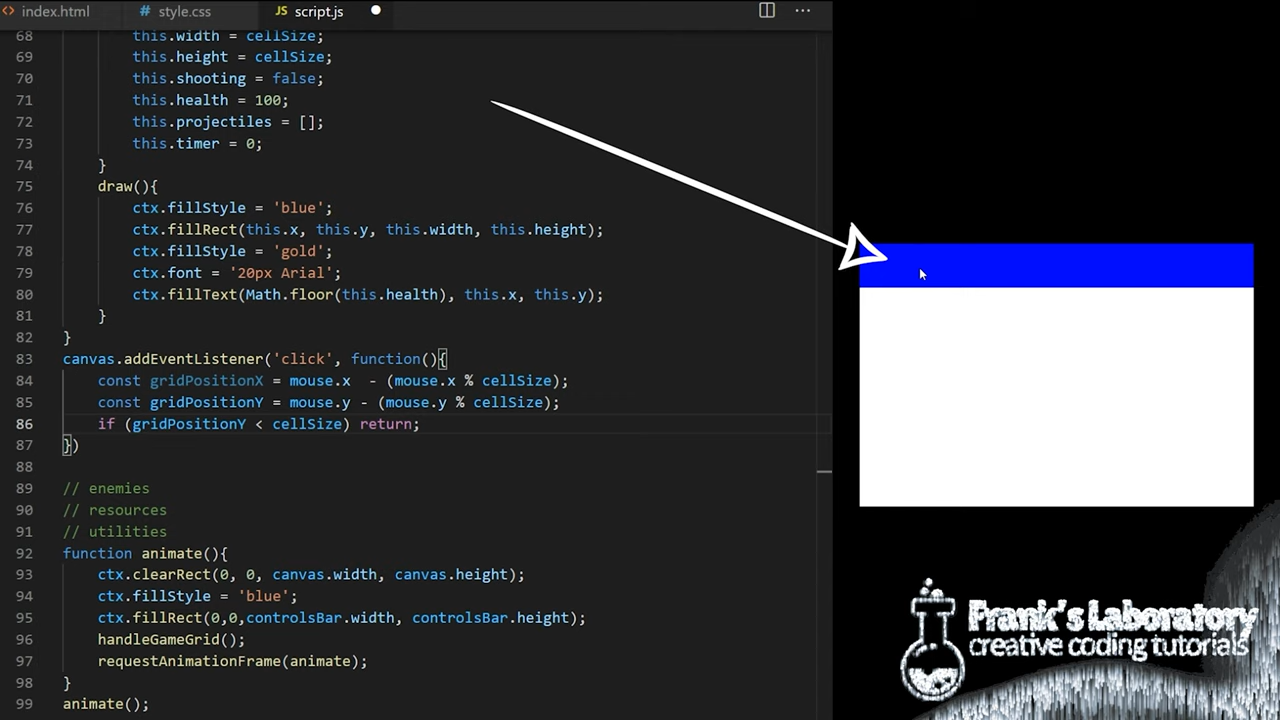 index.html
# style.css
JS script.js
68 this.width = cellSize;
69 this.height = cellSize;
70 this.shooting = false;
71 this.health = 100;
72 this.projectiles = [];
73 this.timer = 0;
74 }
75 draw(){
76 ctx.fillStyle = 'blue';
77 ctx.fillRect(this.x, this.y, this.width, this.height);
78 ctx.fillStyle = 'gold';
79 ctx.font = '20px Arial';
80 ctx.fillText(Math.floor(this.health), this.x, this.y);
81 }
82 }
83 canvas.addEventListener('click', function(){
84 const gridPositionX = mouse.x  - (mouse.x % cellSize);
85 const gridPositionY = mouse.y - (mouse.y % cellSize);
86 if (gridPositionY < cellSize) return;
87 })
88
89 // enemies
90 // resources
91 // utilities
92 function animate(){
93 ctx.clearRect(0, 0, canvas.width, canvas.height);
94 ctx.fillStyle = 'blue';
95 ctx.fillRect(0,0,controlsBar.width, controlsBar.height);
96 handleGameGrid();
97 requestAnimationFrame(animate);
98 }
99 animate();
Frank's Laboratory
creative coding tutorials